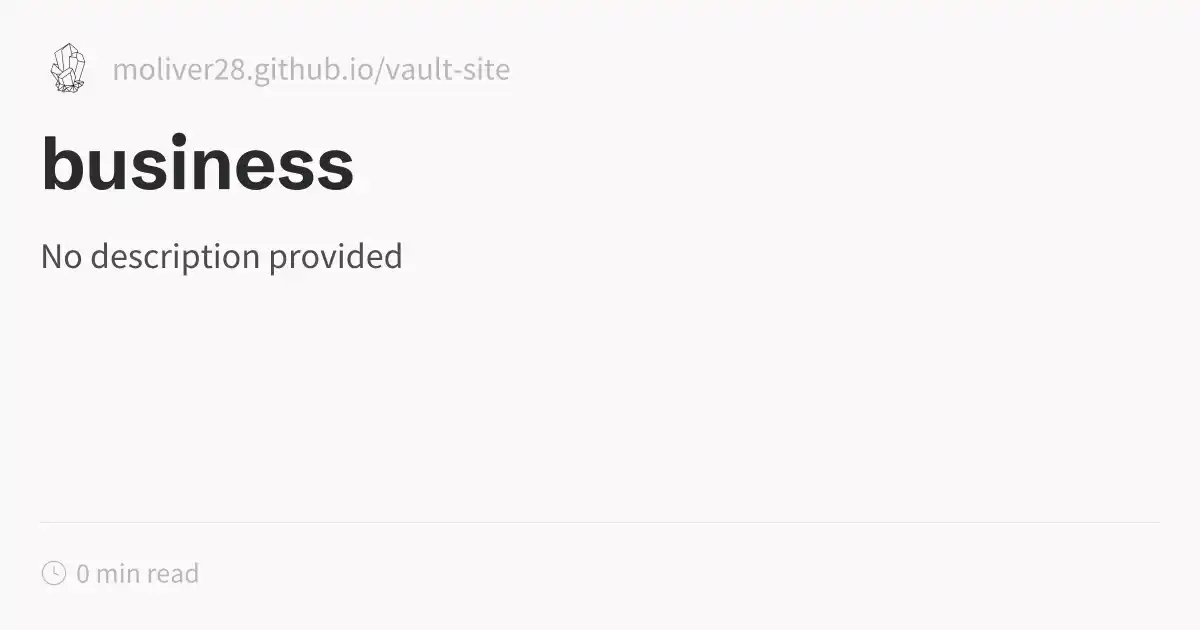 moliver28.github.io/vault-site
business
No description provided
0 min read